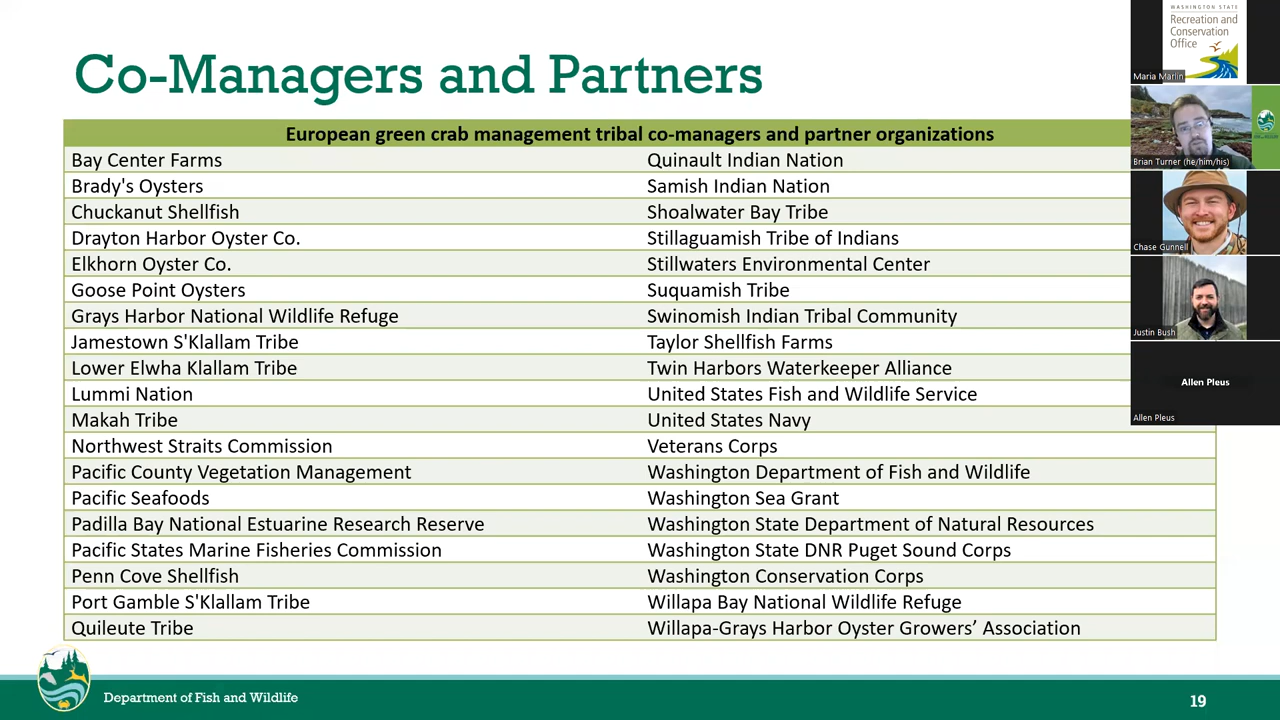 Co-Managers and Partners
European green crab management tribal co-managers and partner organizations
Bay Center Farms
Quinault Indian Nation
Brady's Oysters
Samish Indian Nation
Chuckanut Shellfish
Shoalwater Bay Tribe
Drayton Harbor Oyster Co.
Stillaguamish Tribe of Indians
Elkhorn Oyster Co.
Stillwaters Environmental Center
Goose Point Oysters
Suquamish Tribe
Grays Harbor National Wildlife Refuge
Swinomish Indian Tribal Community
Jamestown S'Klallam Tribe
Taylor Shellfish Farms
Lower Elwha Klallam Tribe
Twin Harbors Waterkeeper Alliance
Lummi Nation
United States Fish and Wildlife Service
Makah Tribe
United States Navy
Northwest Straits Commission
Veterans Corps
Pacific County Vegetation Management
Washington Department of Fish and Wildlife
Pacific Seafoods
Washington Sea Grant
Padilla Bay National Estuarine Research Reserve
Washington State Department of Natural Resources
Pacific States Marine Fisheries Commission
Washington State DNR Puget Sound Corps
Penn Cove Shellfish
Washington Conservation Corps
Port Gamble S'Klallam Tribe
Willapa Bay National Wildlife Refuge
Quileute Tribe
Willapa-Grays Harbor Oyster Growers’ Association
Department of Fish and Wildlife
19
WASHINGTON STATE
Recreation and
Conservation
Office
Maria Marlin
Brian Turner (he/him/his)
Chase Gunnell
Justin Bush
Allen Pleus
Allen Pleus